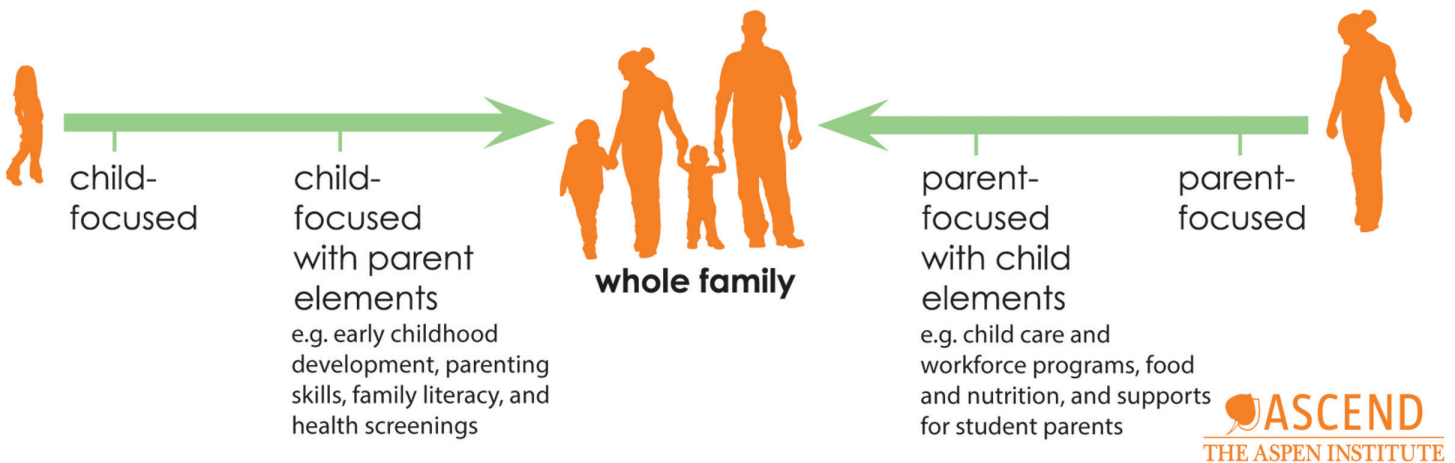 child-
focused
child-
focused
with parent
elements
e.g. early childhood
development, parenting
skills, family literacy, and
health screenings
whole family
parent-
focused
with child
elements
e.g. child care and
workforce programs, food
and nutrition, and supports
for student parents
parent-
focused
ASCEND
THE ASPEN INSTITUTE